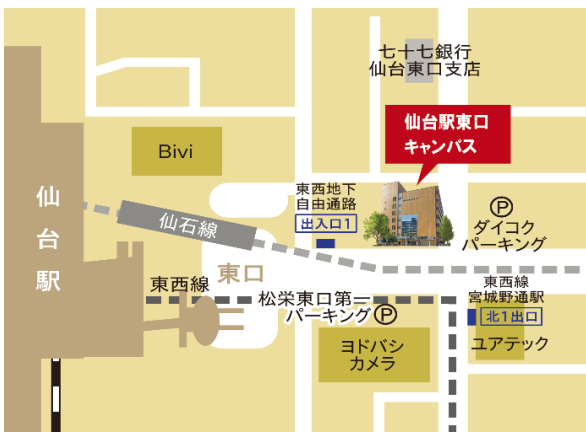 七十七銀行
仙台東口支店
仙台駅東口
キャンパス
Bivi
仙台駅
東西地下
自由通路
出入口1
Ⓟ
ダイコク
パーキング
仙石線
東口
東西線
松栄東口第一
パーキングⓅ
東西線
宮城野通駅
北1出口
ヨドバシ
カメラ
ユアテック